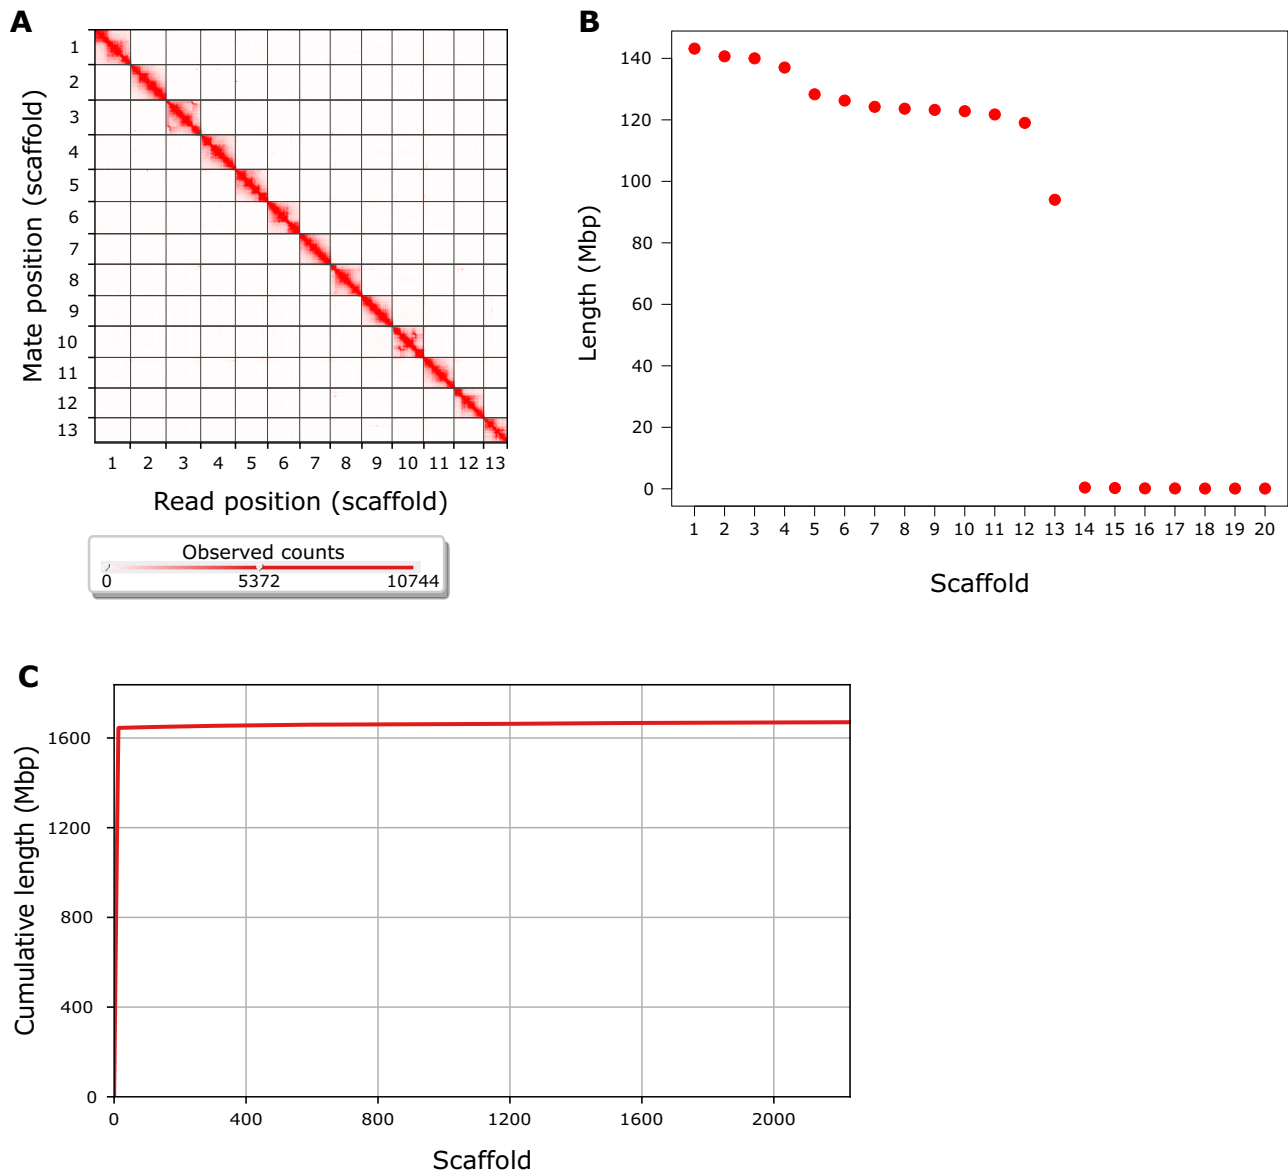 A
Mate position (scaffold)
1
2
3
4
5
6
7
8
9
10
11
12
13
1 2 3 4 5 6 7 8 9 10 11 12 13
Read position (scaffold)
Observed counts
0 5372 10744
B
Length (Mbp)
140
120
100
80
60
40
20
0
1 2 3 4 5 6 7 8 9 10 11 12 13 14 15 16 17 18 19 20
Scaffold
C
Cumulative length (Mbp)
1600
1200
800
400
0
0 400 800 1200 1600 2000
Scaffold